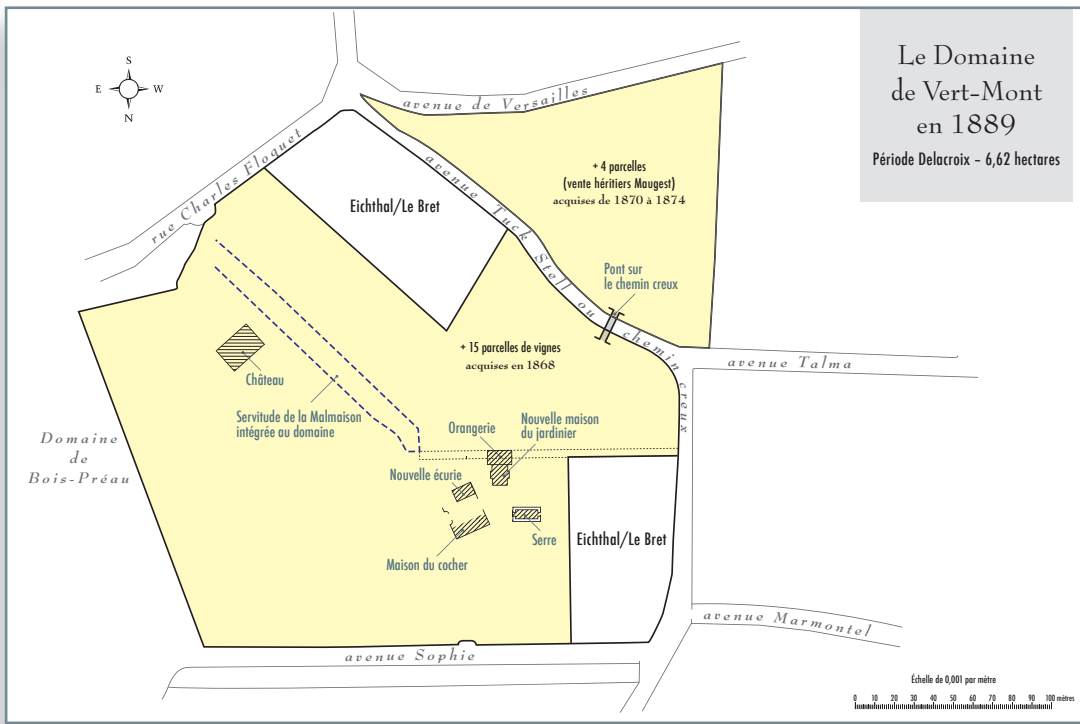 Le Domaine
de Vert-Mont
en 1889
Période Delacroix – 6,62 hectares
S
E
W
N
avenue de Versailles
rue Charles Floquet
avenue Tuck Stell ou chemin creux
+ 4 parcelles
(vente héritiers Maugest)
acquises de 1870 à 1874
Eichthal/Le Bret
Pont sur
le chemin creux
+ 15 parcelles de vignes
acquises en 1868
avenue Talma
Château
Servitude de la Malmaison
intégrée au domaine
Orangerie
Nouvelle maison
du jardinier
Domaine
de
Bois-Préau
Nouvelle écurie
Serre
Eichthal/Le Bret
Maison du cocher
avenue Marmontel
avenue Sophie
Échelle de 0,001 par mètre
0 10 20 30 40 50 60 70 80 90 100 mètres